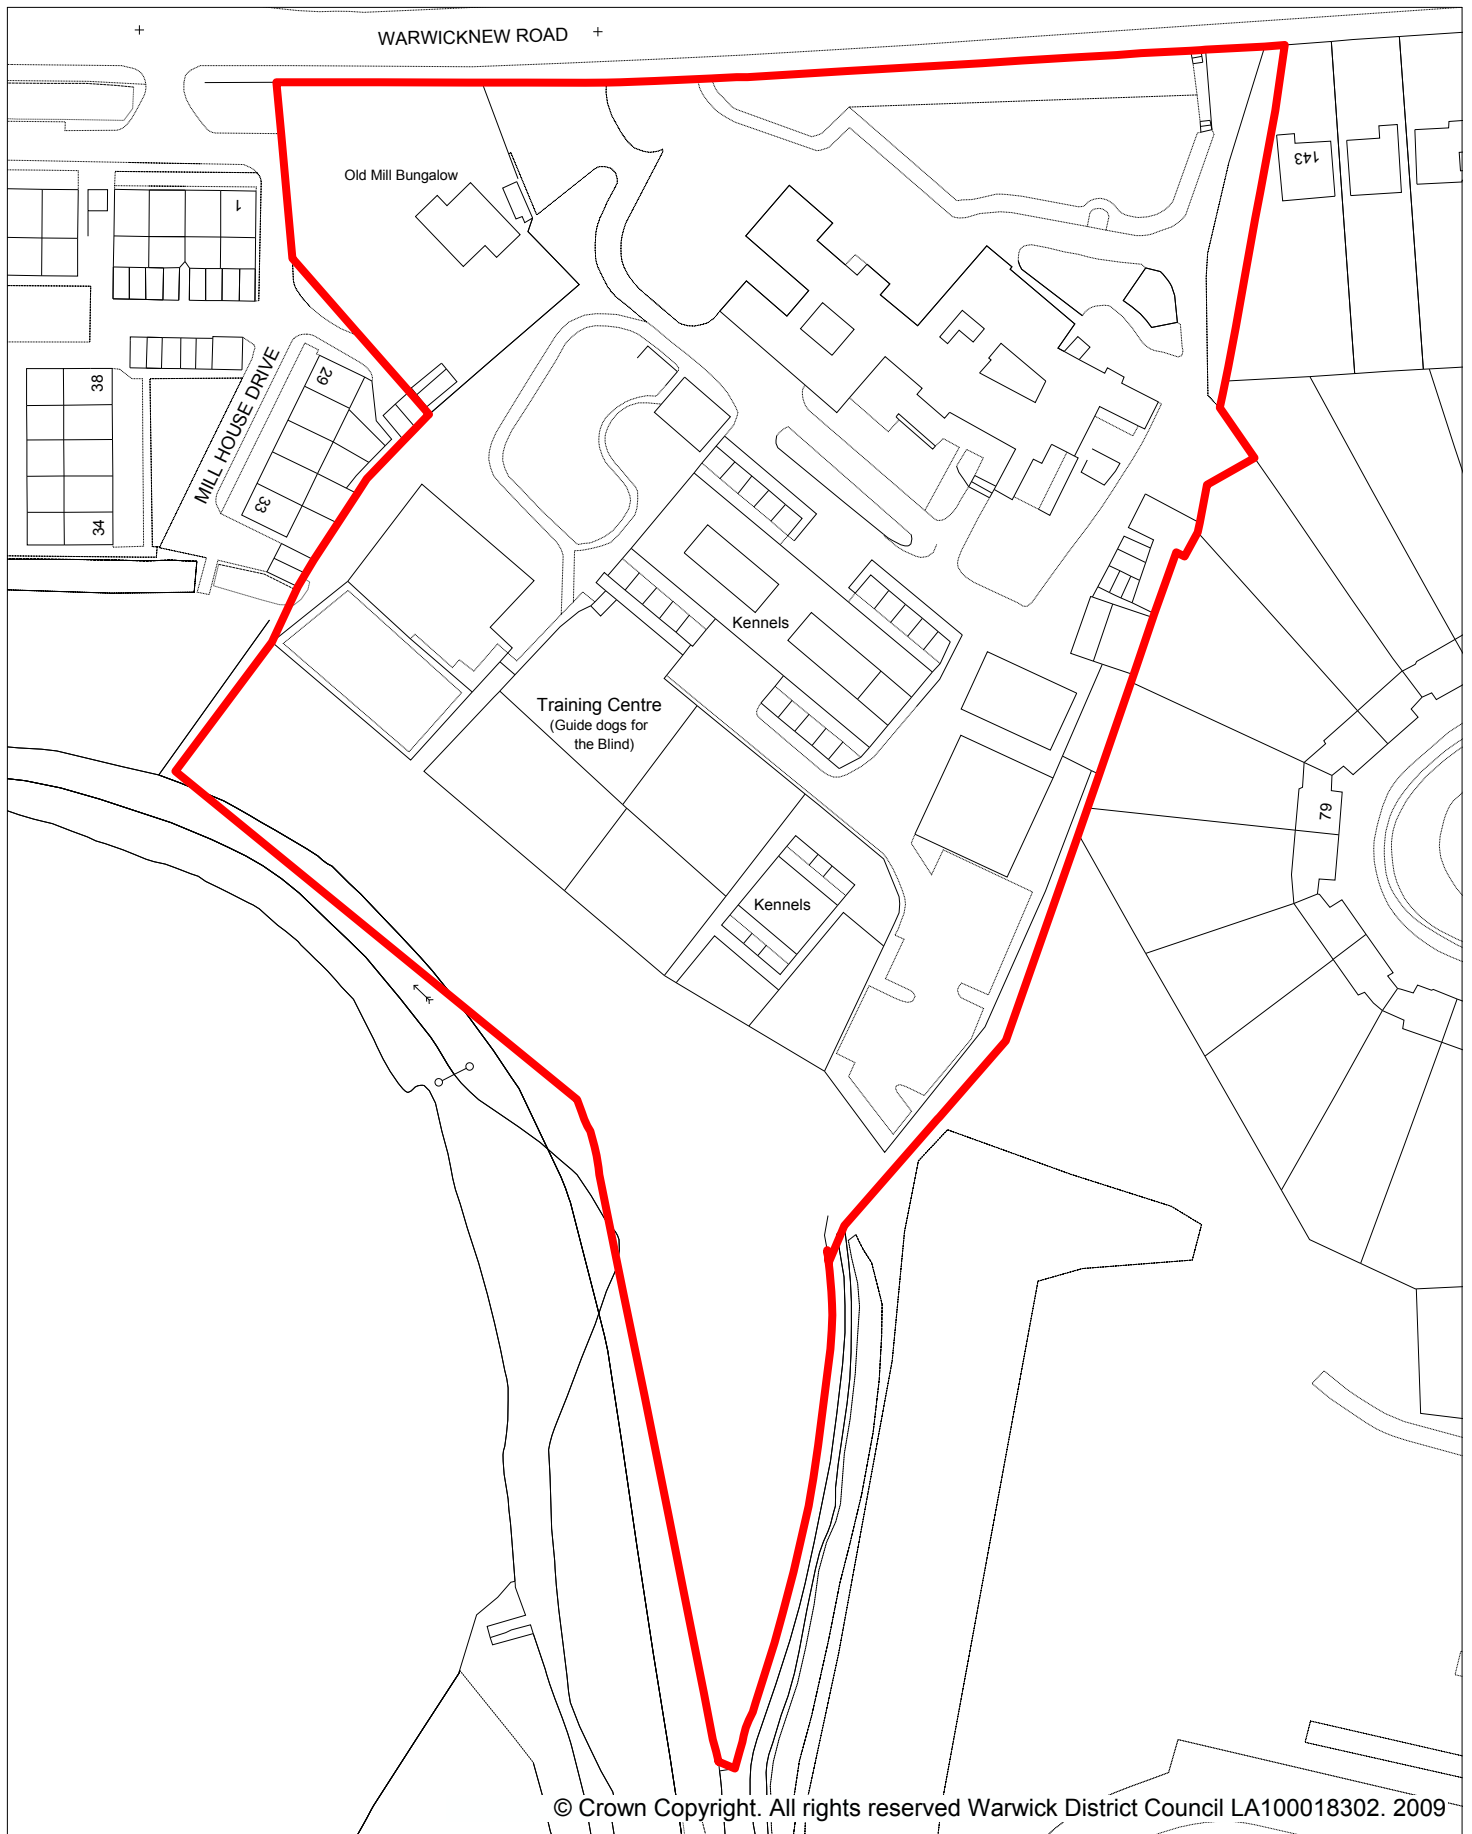 WARWICKNEW ROAD
Old Mill Bungalow
143
1
MILL HOUSE DRIVE
29
38
33
34
Kennels
Training Centre
(Guide dogs for
the Blind)
79
Kennels
© Crown Copyright. All rights reserved Warwick District Council LA100018302. 2009